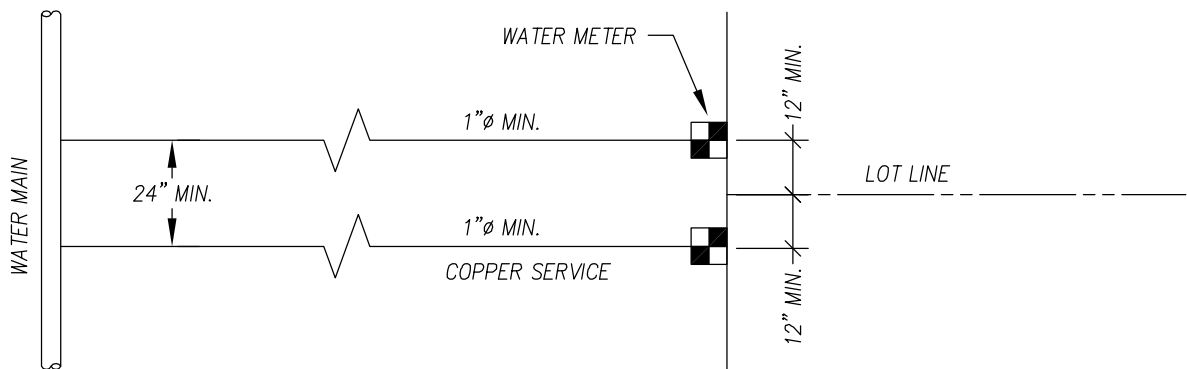 WATER METER
12” MIN.
1”ø MIN.
LOT LINE
24” MIN.
WATER MAIN
1”ø MIN.
COPPER SERVICE
12” MIN.